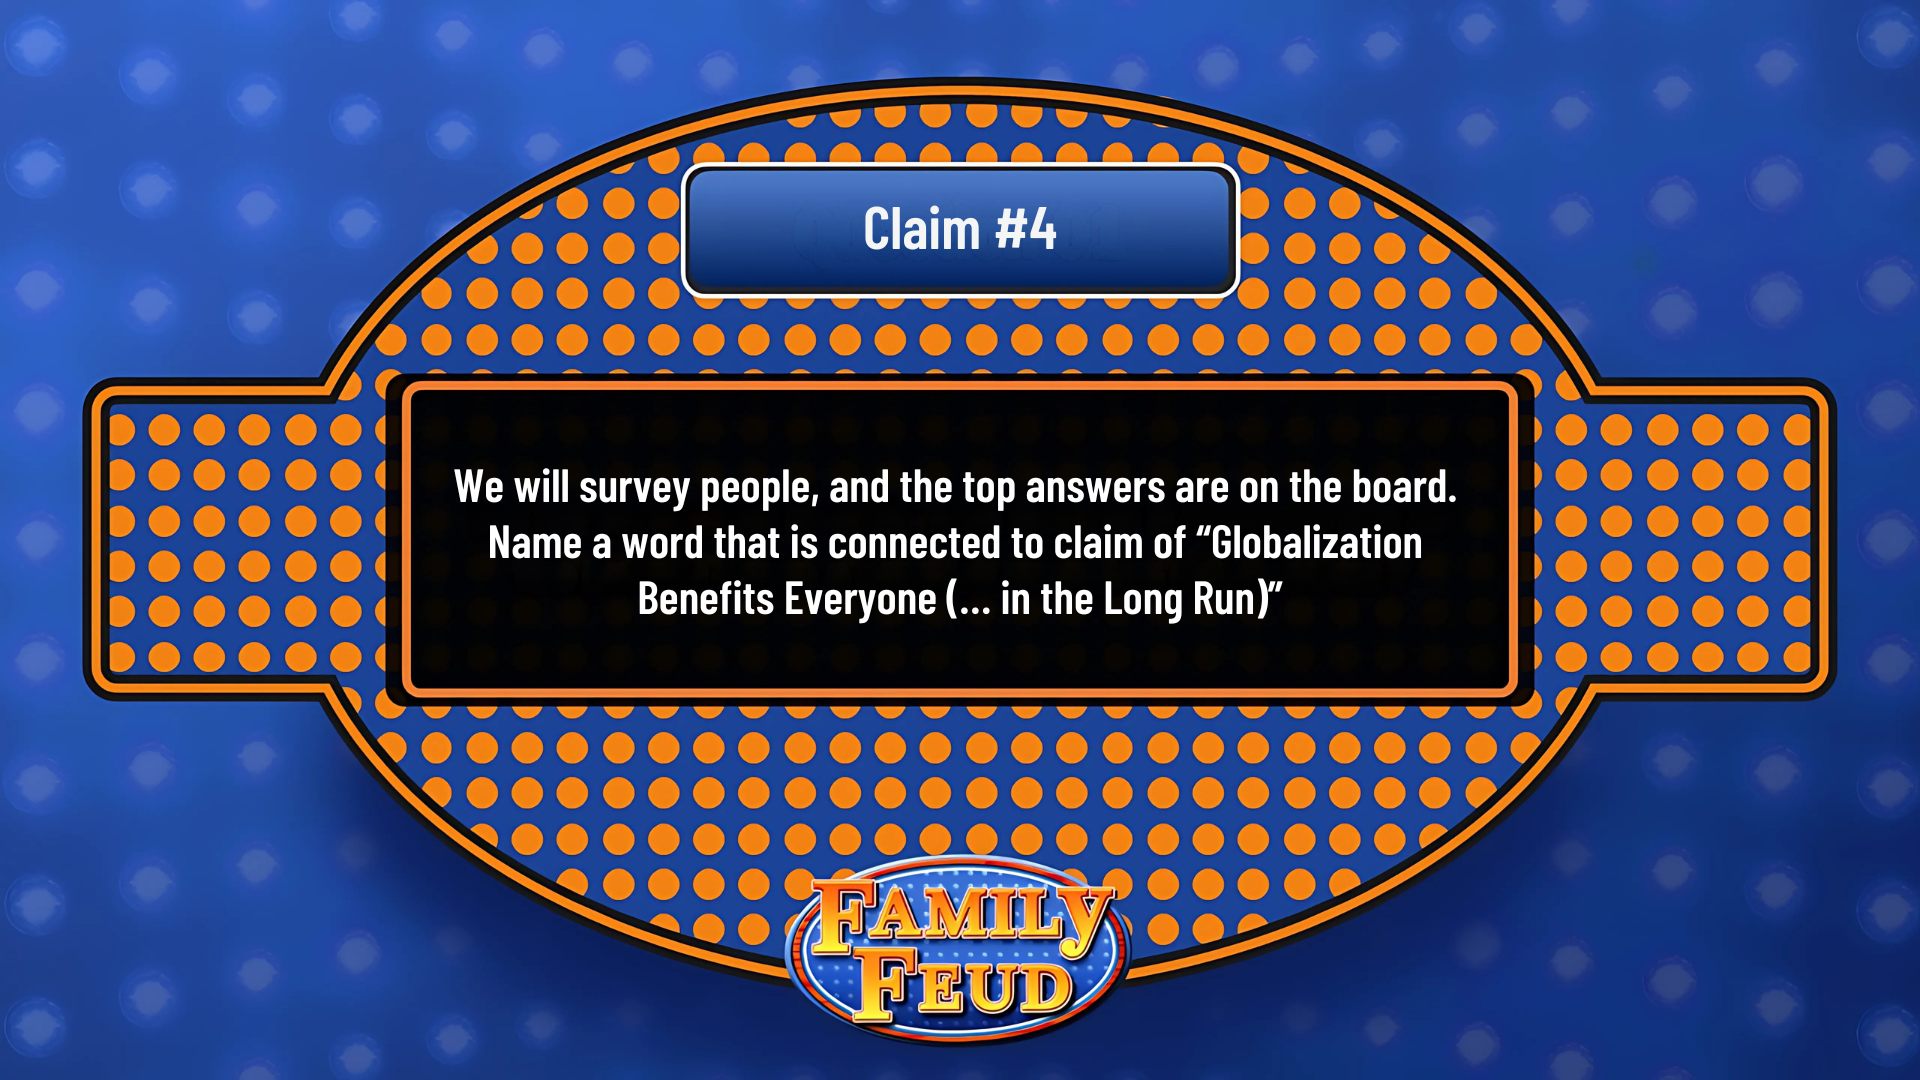 Claim #4
We will survey people, and the top answers are on the board.
Name a word that is connected to claim of “Globalization
Benefits Everyone (... in the Long Run)”
FAMILY
FEUD